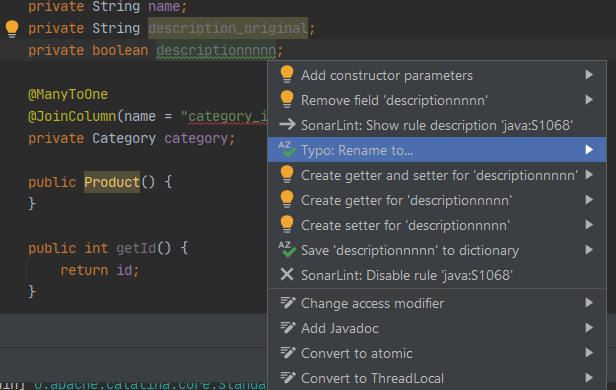 private String name;
private String description_original;
private boolean descriptionnnnn;
@ManyToOne
@JoinColumn(name = "category_i
private Category category;
public Product() {
}
public int getId() {
return id;
}
Add constructor parameters
Remove field 'descriptionnnnn'
SonarLint: Show rule description 'java:S1068'
Typo: Rename to...
Create getter and setter for 'descriptionnnnn'
Create getter for 'descriptionnnnn'
Create setter for 'descriptionnnnn'
Save 'descriptionnnnn' to dictionary
SonarLint: Disable rule 'java:S1068'
Change access modifier
Add Javadoc
Convert to atomic
Convert to ThreadLocal
ain] o.apache.catalina.core.Standa